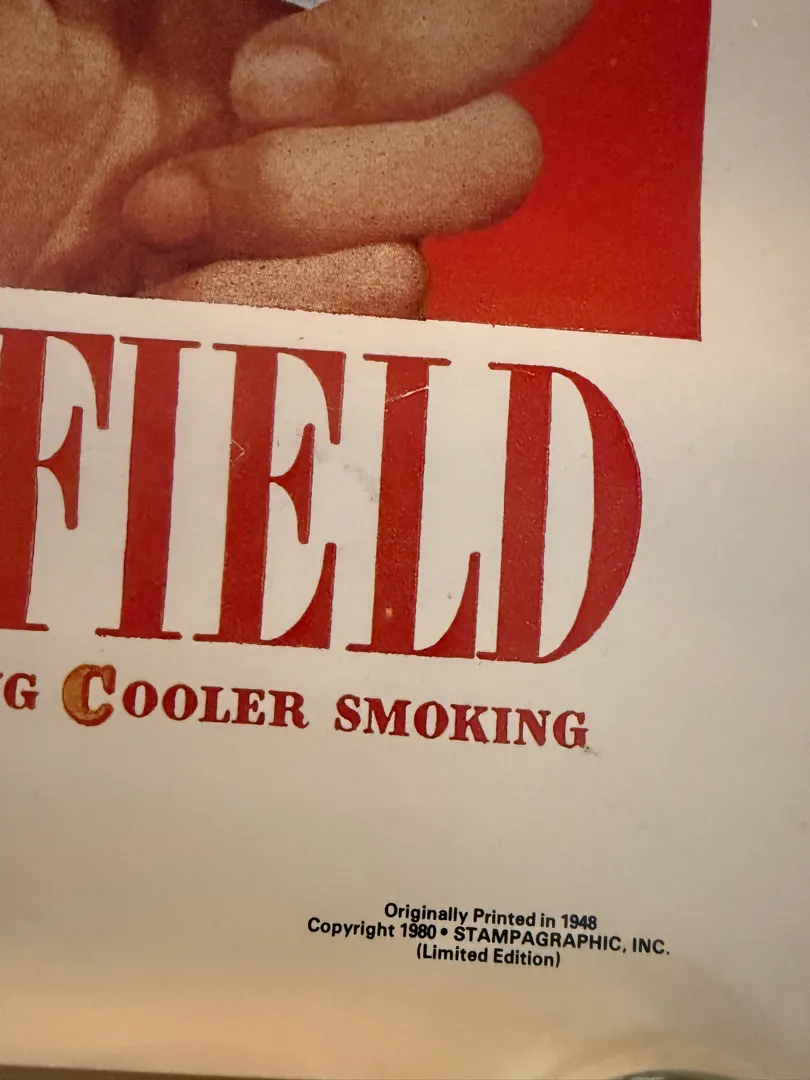 FIELD
G COOLER SMOKING
Originally Printed in 1948
Copyright 1980 • STAMPAGRAPHIC, INC.
(Limited Edition)